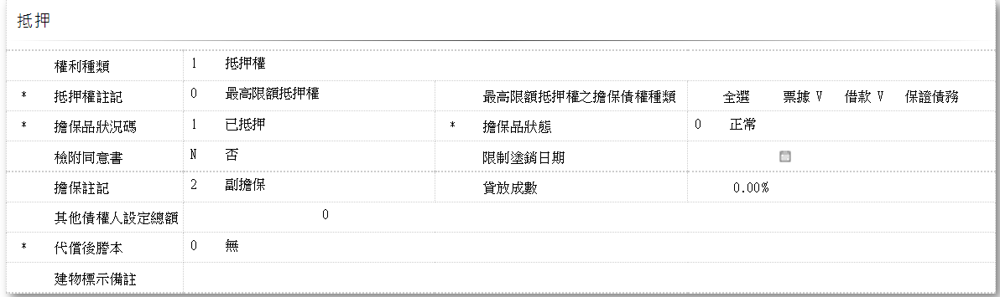 抵押
權利種類 1 抵押權
* 抵押權註記 0 最高限額抵押權 最高限額抵押權之擔保債權種類 全選 票據 V 借款 V 保證債務
* 擔保品狀況碼 1 已抵押 * 擔保品狀態 0 正常
檢附同意書 N 否 限制塗銷日期
擔保註記 2 副擔保 貸放成數 0.00%
其他債權人設定總額 0
* 代償後謄本 0 無
建物標示備註